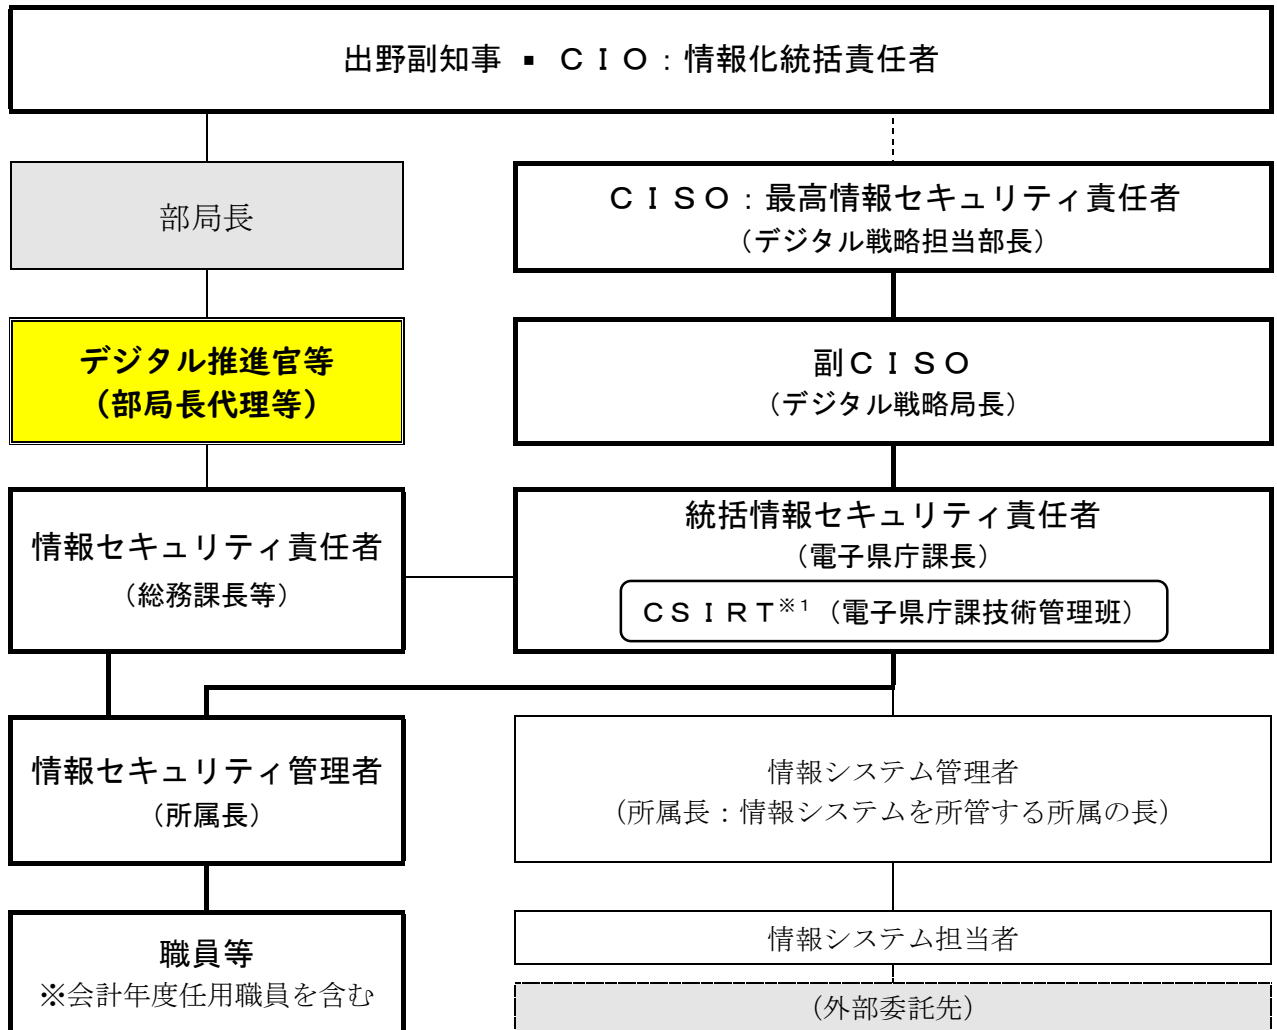 出野副知事 ▪ ＣＩＯ：情報化統括責任者
部局長
ＣＩＳＯ：最高情報セキュリティ責任者
（デジタル戦略担当部長）
デジタル推進官等
（部局長代理等）
副ＣＩＳＯ
（デジタル戦略局長）
情報セキュリティ責任者
（総務課長等）
統括情報セキュリティ責任者
（電子県庁課長）
ＣＳＩＲＴ※１（電子県庁課技術管理班）
情報セキュリティ管理者
（所属長）
情報システム管理者
（所属長：情報システムを所管する所属の長）
職員等
※会計年度任用職員を含む
情報システム担当者
（外部委託先）